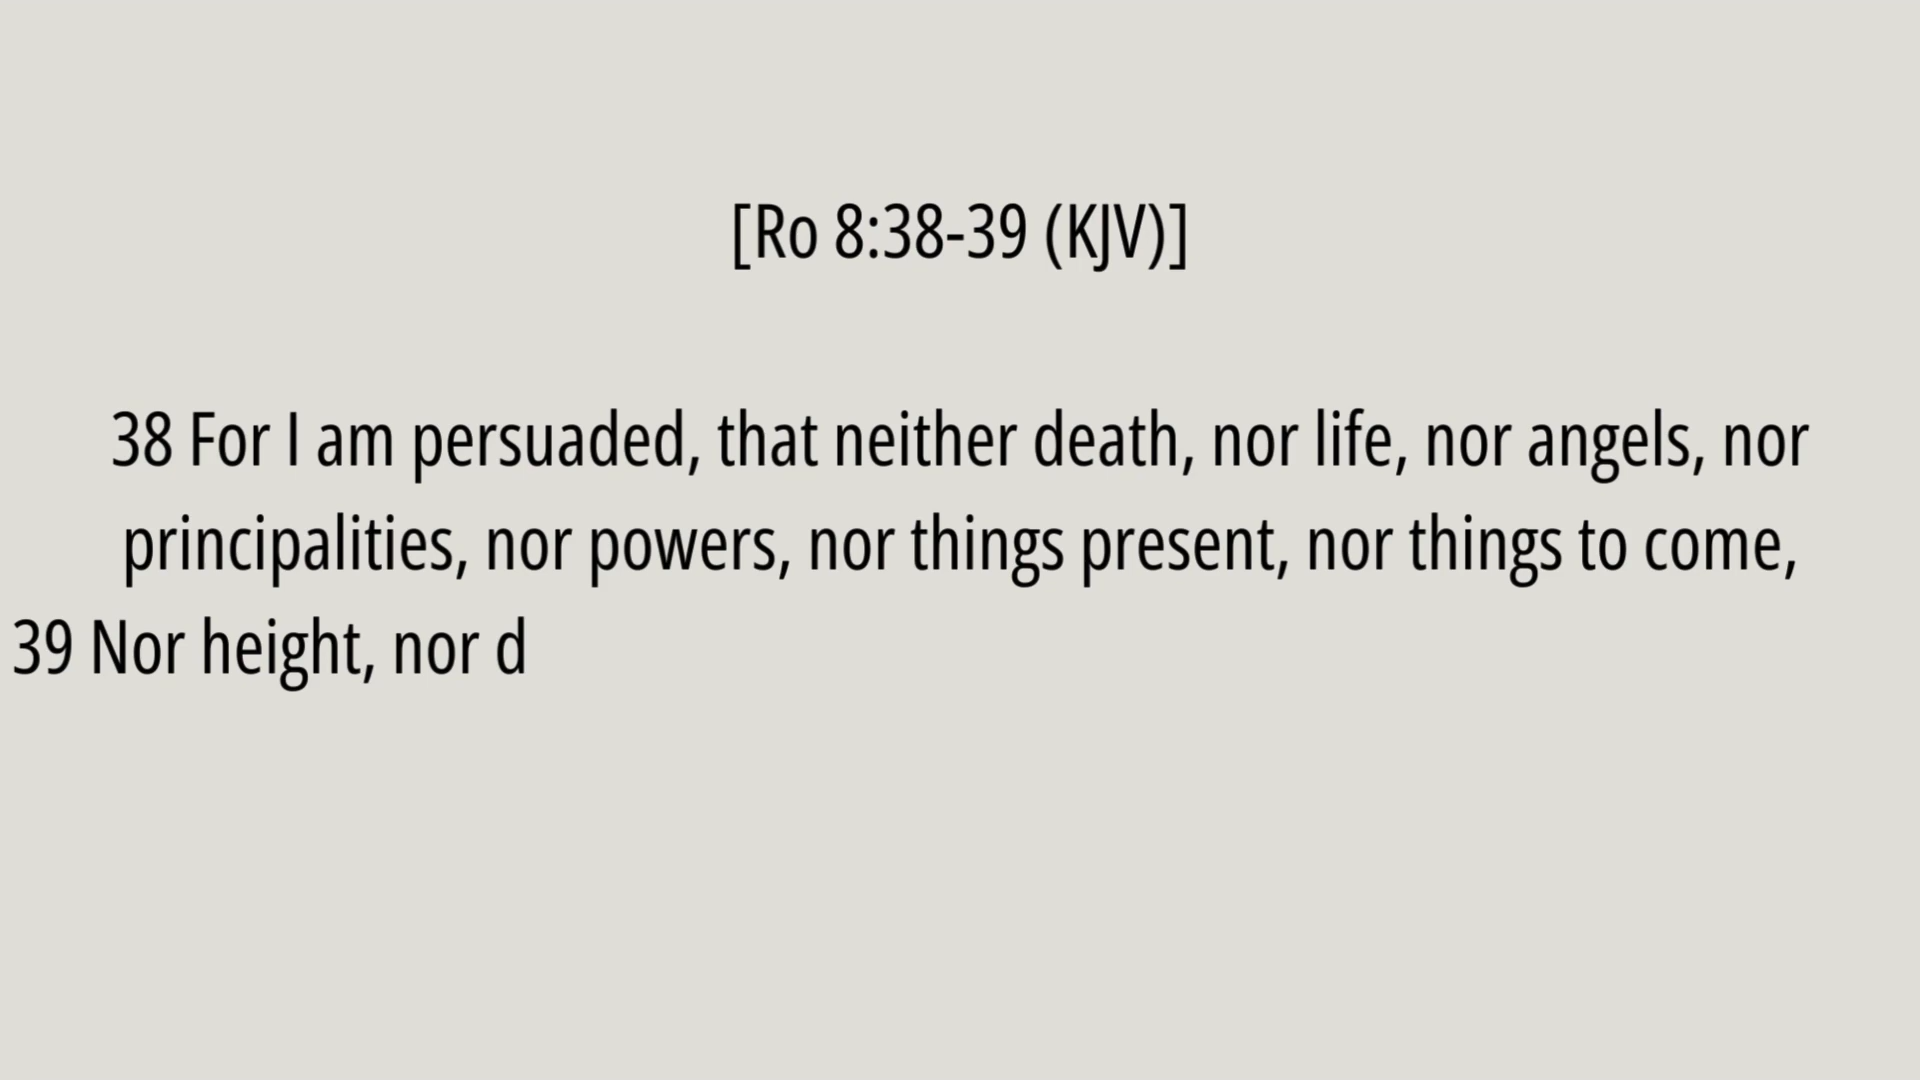 [Ro 8:38-39 (KJV)]
38 For I am persuaded, that neither death, nor life, nor angels, nor
principalities, nor powers, nor things present, nor things to come,
39 Nor height, nor d